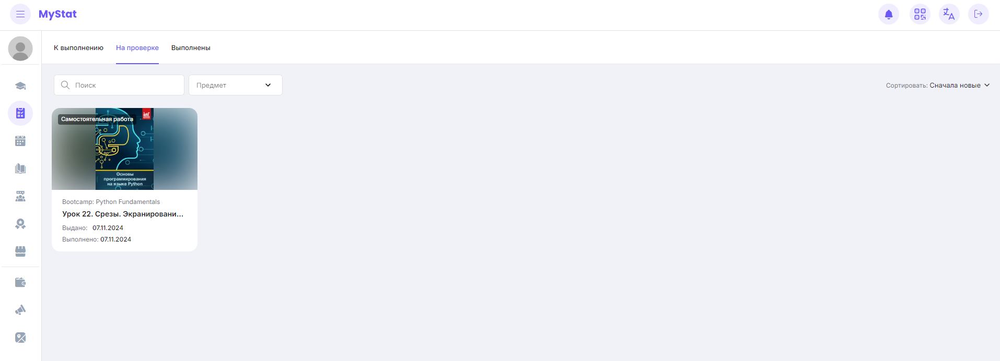 MyStat
К выполнению
На проверке
Выполнены
Поиск
Предмет
Сортировать: Сначала новые
Самостоятельная работа
Основы
программирования
на языке Python
Bootcamp: Python Fundamentals
Урок 22. Срезы. Экранировани...
Выдано: 07.11.2024
Выполнено: 07.11.2024